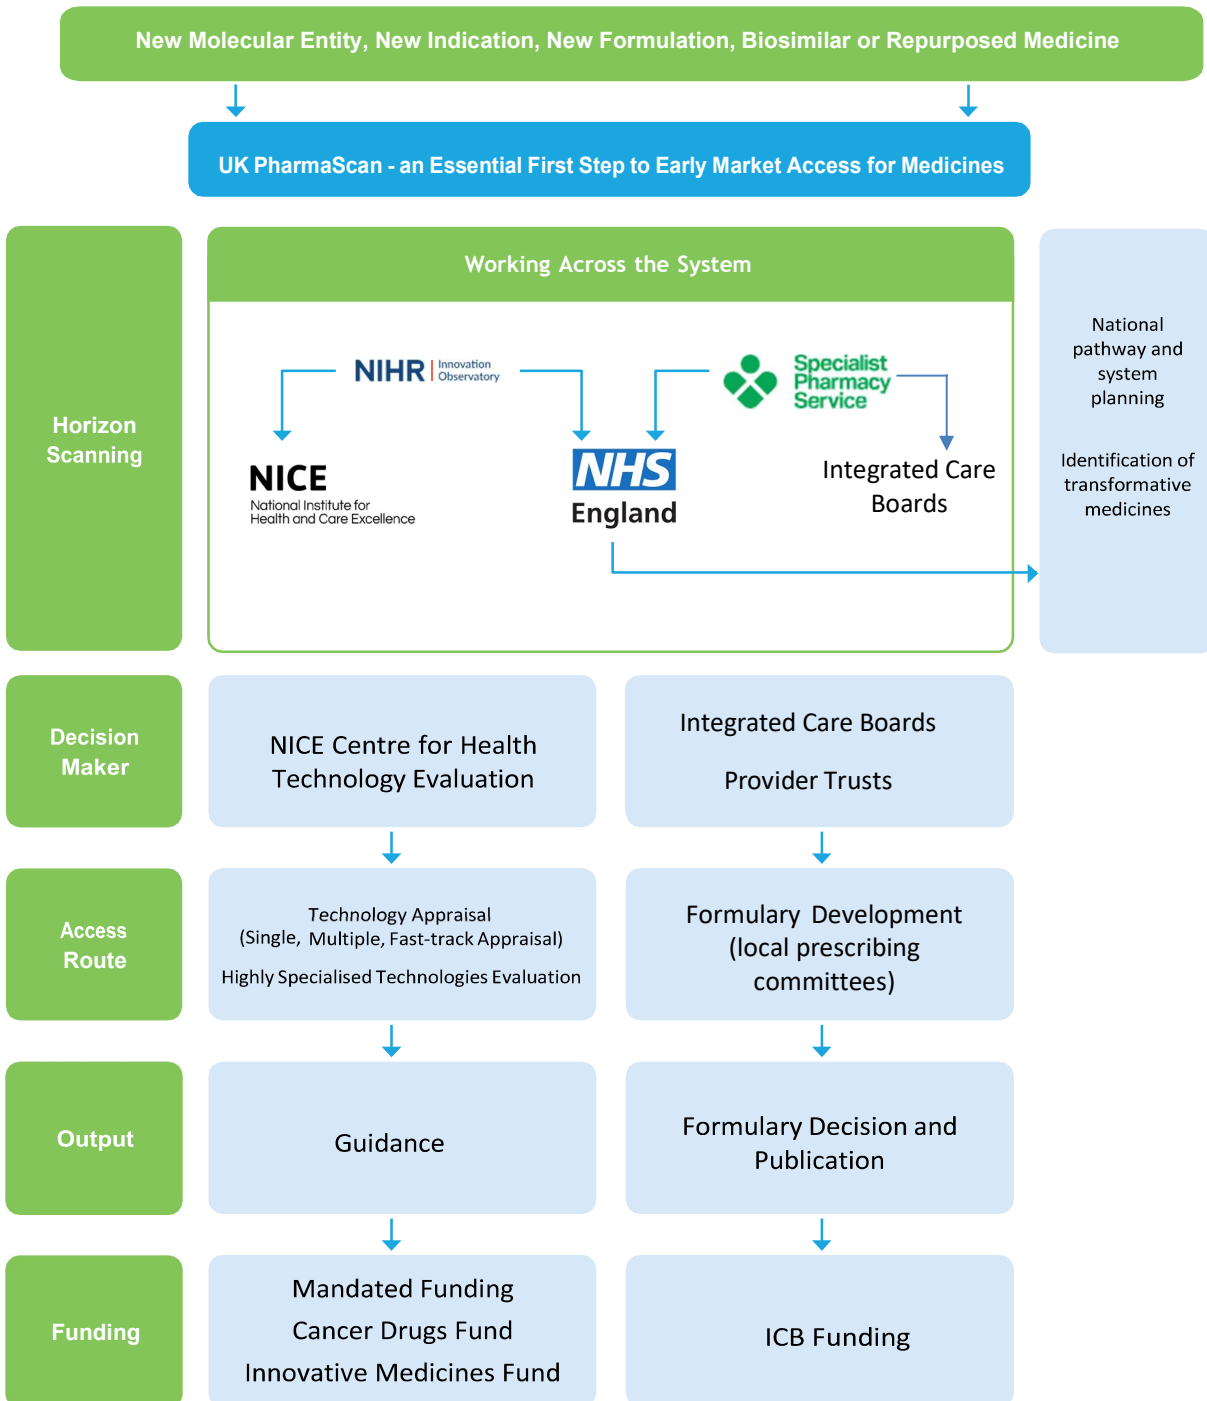 New Molecular Entity, New Indication, New Formulation, Biosimilar or Repurposed Medicine
UK PharmaScan - an Essential First Step to Early Market Access for Medicines
Horizon
Scanning
Working Across the System
NIHR | Innovation
Observatory
Specialist
Pharmacy
Service
NICE
National Institute for
Health and Care Excellence
NHS
England
Integrated Care
Boards
National
pathway and
system
planning
Identification of
transformative
medicines
Decision
Maker
NICE Centre for Health
Technology Evaluation
Integrated Care Boards
Provider Trusts
Access
Route
Technology Appraisal
(Single, Multiple, Fast-track Appraisal)
Highly Specialised Technologies Evaluation
Formulary Development
(local prescribing
committees)
Output
Guidance
Formulary Decision and
Publication
Funding
Mandated Funding
Cancer Drugs Fund
Innovative Medicines Fund
ICB Funding